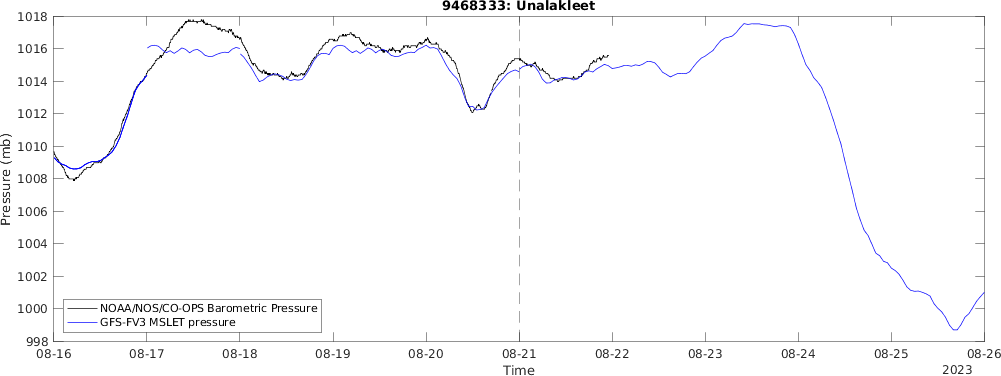 9468333: Unalakleet
Pressure (mb)
1018
1016
1014
1012
1010
1008
1006
1004
1002
1000
998
NOAA/NOS/CO-OPS Barometric Pressure
GFS-FV3 MSLET pressure
08-16 08-17 08-18 08-19 08-20 08-21 08-22 08-23 08-24 08-25 08-26
Time
2023